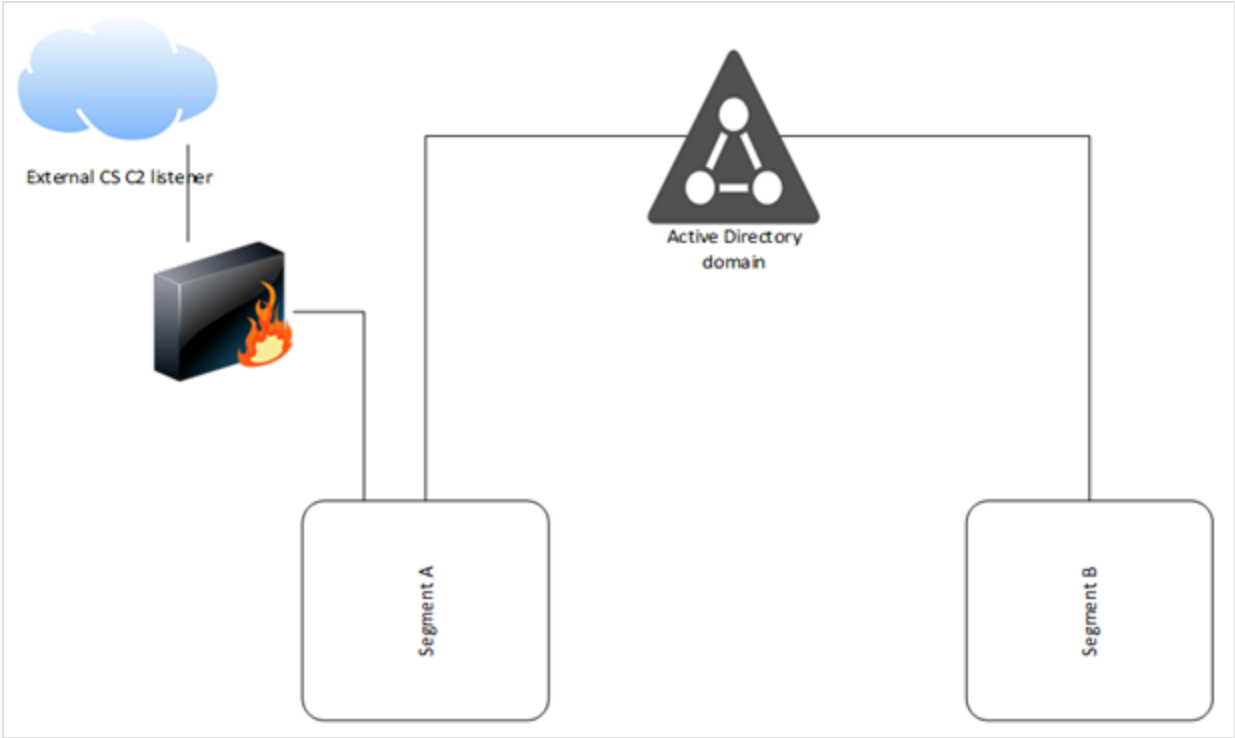 External CS C2 listener
Active Directory
domain
Segment A
Segment B